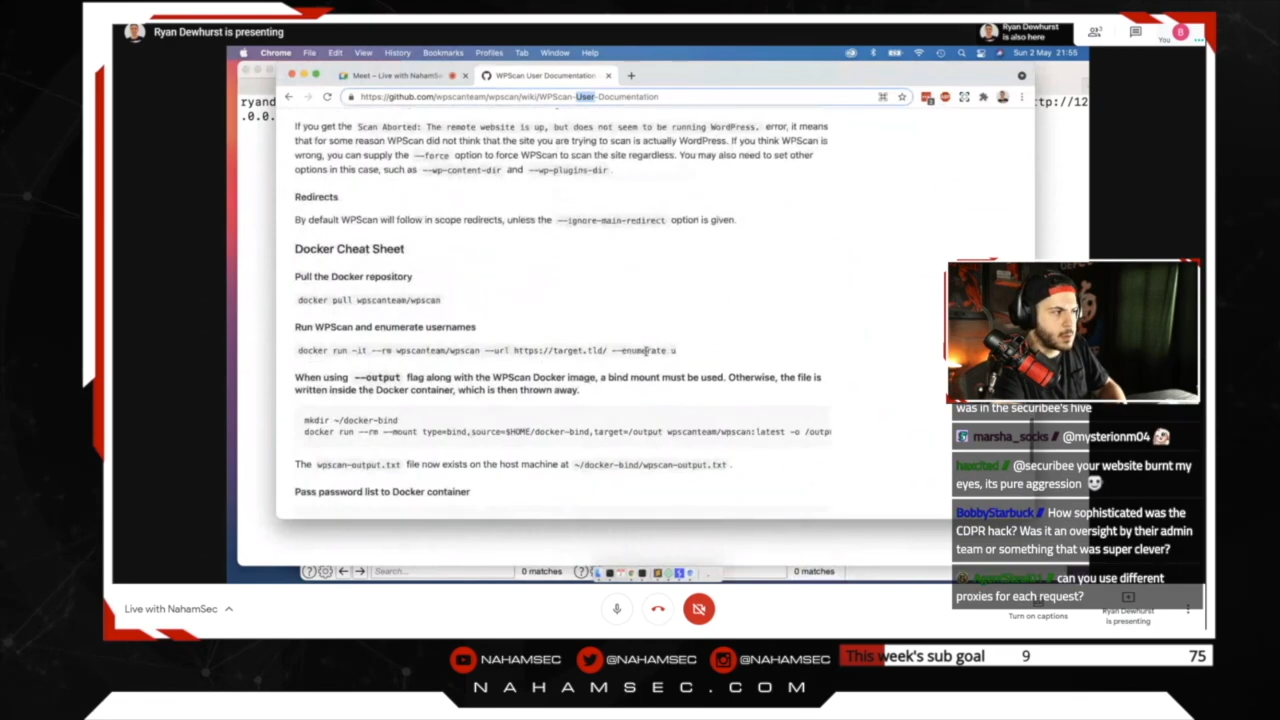 Ryan Dewhurst is presenting
Ryan Dewhurst
is also here
You
Chrome File Edit View History Bookmarks Profiles Tab Window Help
Sun 2 May 21:55
Meet – Live with NahamSec
WPScan User Documentation
https://github.com/wpscanteam/wpscan/wiki/WPScan-User-Documentation
ryand
.0.0.
ttp://12
If you get the Scan Aborted: The remote website is up, but does not seem to be running WordPress. error, it means
that for some reason WPScan did not think that the site you are trying to scan is actually WordPress. If you think WPScan is
wrong, you can supply the --force option to force WPScan to scan the site regardless. You may also need to set other
options in this case, such as --wp-content-dir and --wp-plugins-dir.
Redirects
By default WPScan will follow in scope redirects, unless the --ignore-main-redirect option is given.
Docker Cheat Sheet
Pull the Docker repository
docker pull wpscanteam/wpscan
Run WPScan and enumerate usernames
docker run -it --rm wpscanteam/wpscan --url https://target.tld/ --enumerate u
When using --output flag along with the WPScan Docker image, a bind mount must be used. Otherwise, the file is
written inside the Docker container, which is then thrown away.
mkdir ~/docker-bind
docker run --rm --mount type=bind,source=$HOME/docker-bind,target=/output wpscanteam/wpscan:latest -o /outpu
The wpscan-output.txt file now exists on the host machine at ~/docker-bind/wpscan-output.txt.
Pass password list to Docker container
Search...
0 matches
0 matches
was in the securibee's hive
marsha_socks // @mysterionm04
@securibee your website burnt my
eyes, its pure aggression
BobbyStarbuck // How sophisticated was the
CDPR hack? Was it an oversight by their admin
team or something that was super clever?
can you use different
proxies for each request?
Live with NahamSec
Turn on captions
Ryan Dewhurst
is presenting
NAHAMSEC @NAHAMSEC @NAHAMSEC
This week's sub goal 9 75
NAHAMSEC.COM